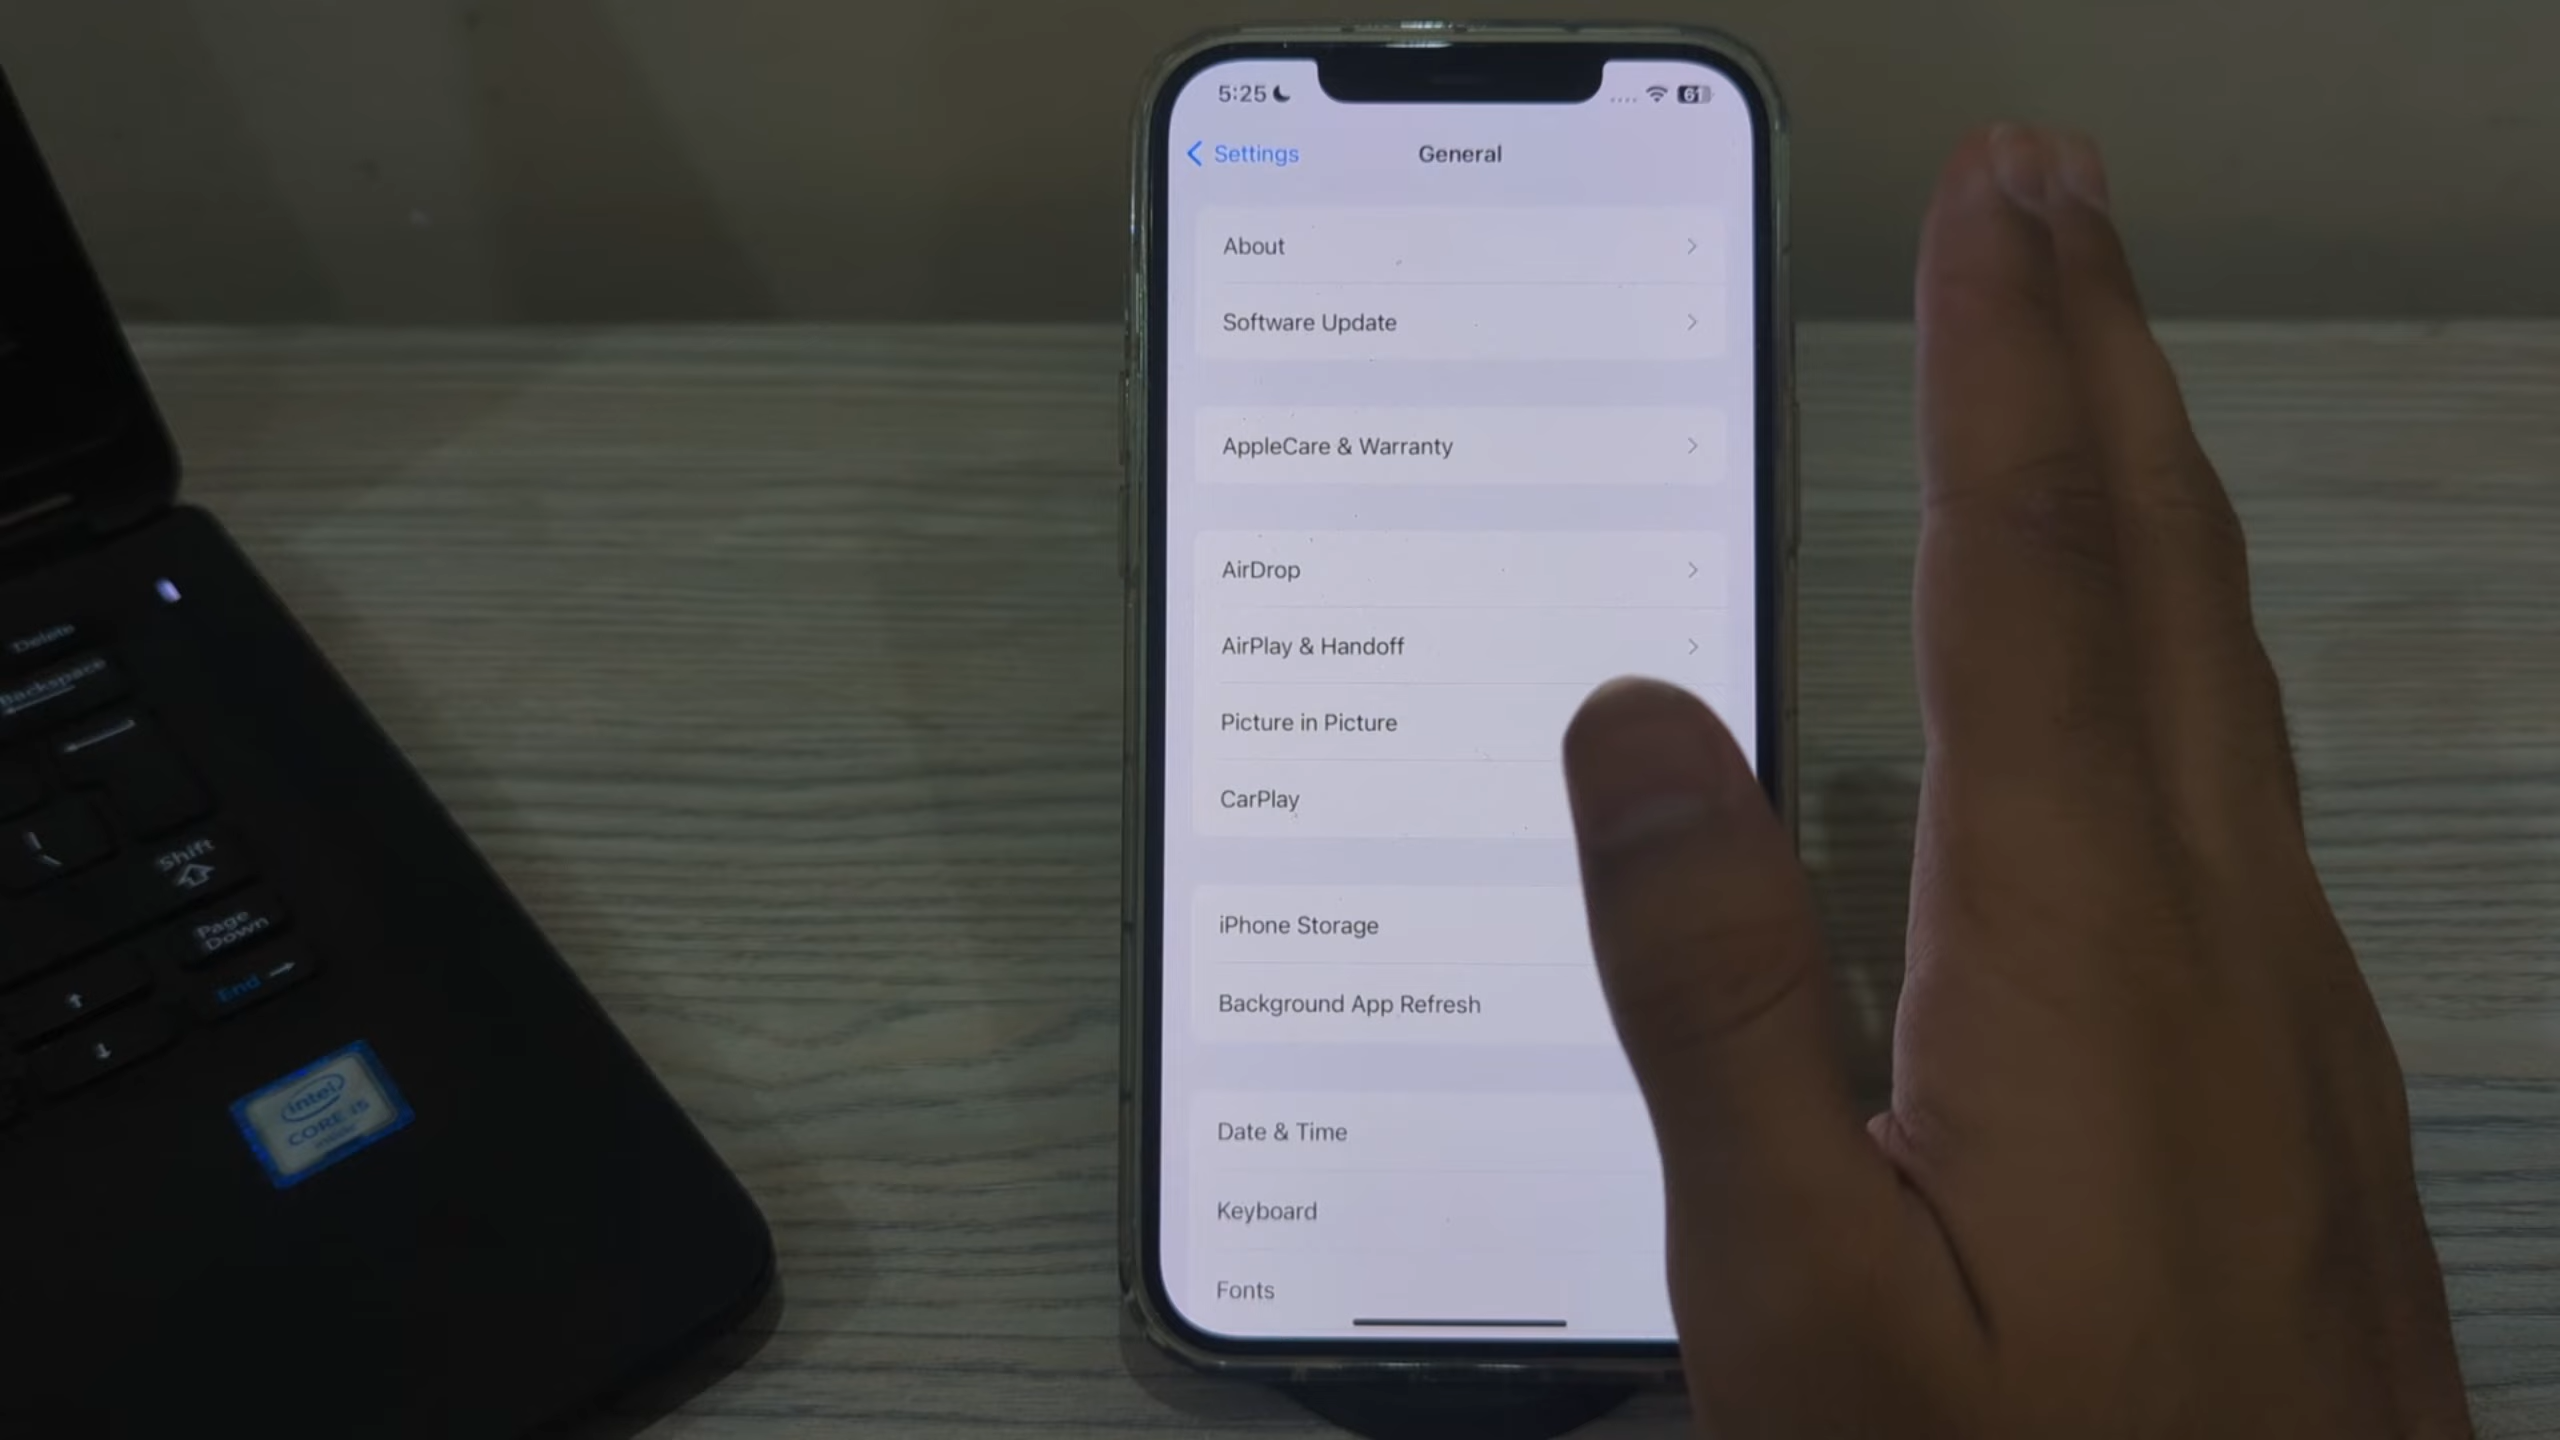 5:25
61
Settings
General
About
Software Update
AppleCare & Warranty
AirDrop
AirPlay & Handoff
Picture in Picture
CarPlay
iPhone Storage
Background App Refresh
Date & Time
Keyboard
Fonts
Delete
Backspace
Shift
Page
Down
End
intel
CORE i5